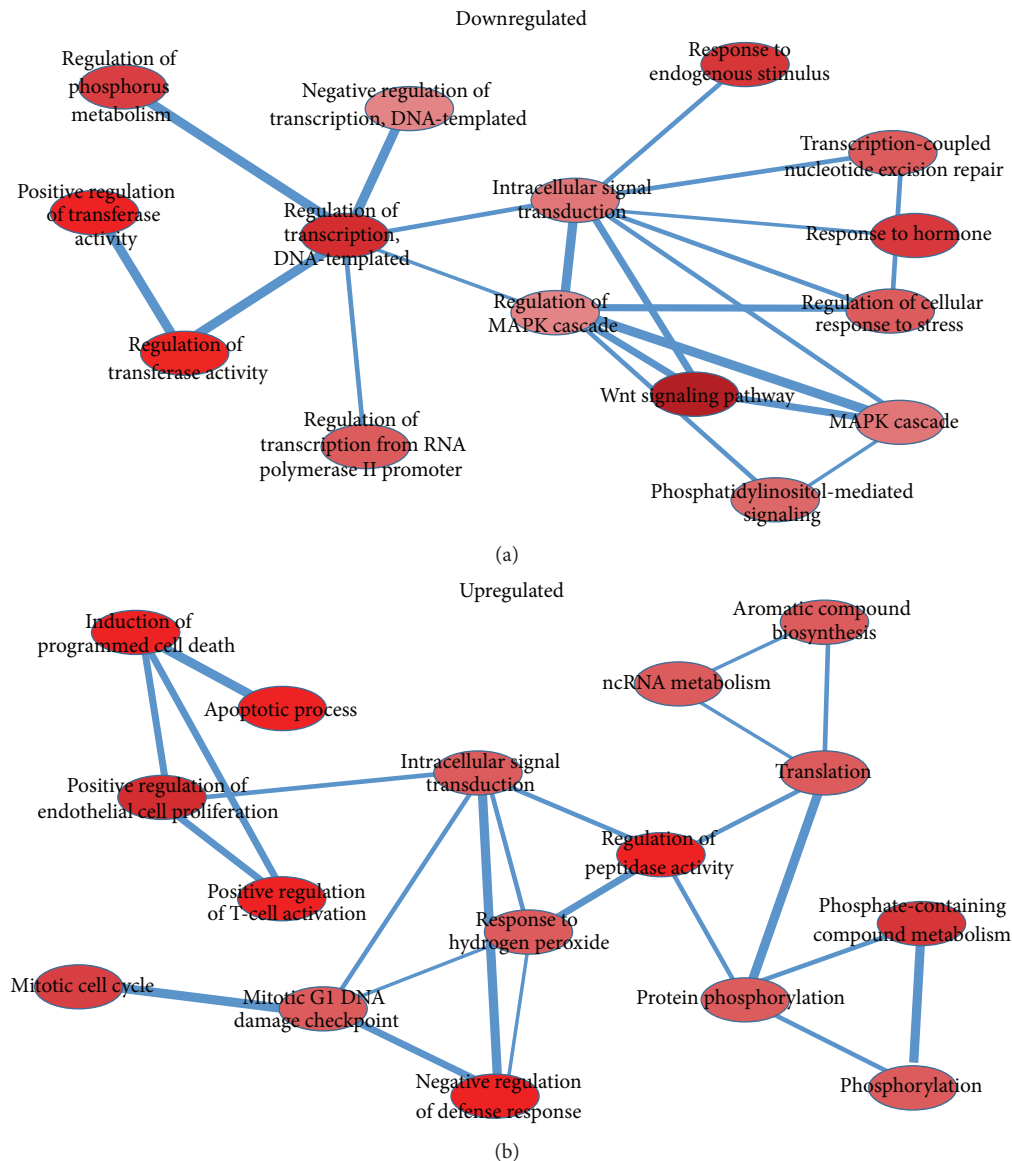 Downregulated
Regulation of
phosphorus
metabolism
Negative regulation of
transcription, DNA-templated
Response to
endogenous stimulus
Transcription-coupled
nucleotide excision repair
Positive regulation
of transferase
activity
Regulation of
transcription,
DNA-templated
Intracellular signal
transduction
Response to hormone
Regulation of
MAPK cascade
Regulation of cellular
response to stress
Regulation of
transferase activity
Wnt signaling pathway
MAPK cascade
Regulation of
transcription from RNA
polymerase II promoter
Phosphatidylinositol-mediated
signaling
(a)
Upregulated
Induction of
programmed cell death
Aromatic compound
biosynthesis
ncRNA metabolism
Apoptotic process
Positive regulation of
endothelial cell proliferation
Intracellular signal
transduction
Translation
Regulation of
peptidase activity
Positive regulation
of T-cell activation
Response to
hydrogen peroxide
Phosphate-containing
compound metabolism
Mitotic cell cycle
Mitotic G1 DNA
damage checkpoint
Protein phosphorylation
Negative regulation
of defense response
Phosphorylation
(b)